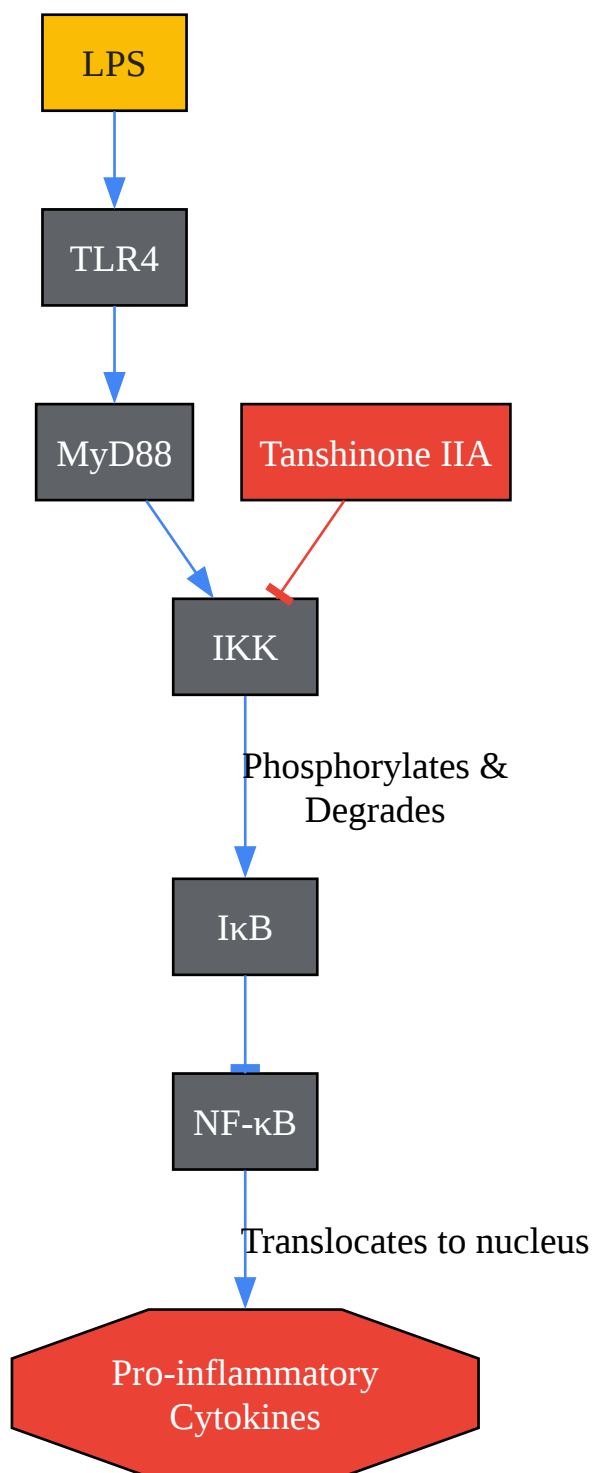 LPS
TLR4
MyD88
Tanshinone IIA
IKK
Phosphorylates &
Degrades
IκB
NF-κB
Translocates to nucleus
Pro-inflammatory
Cytokines